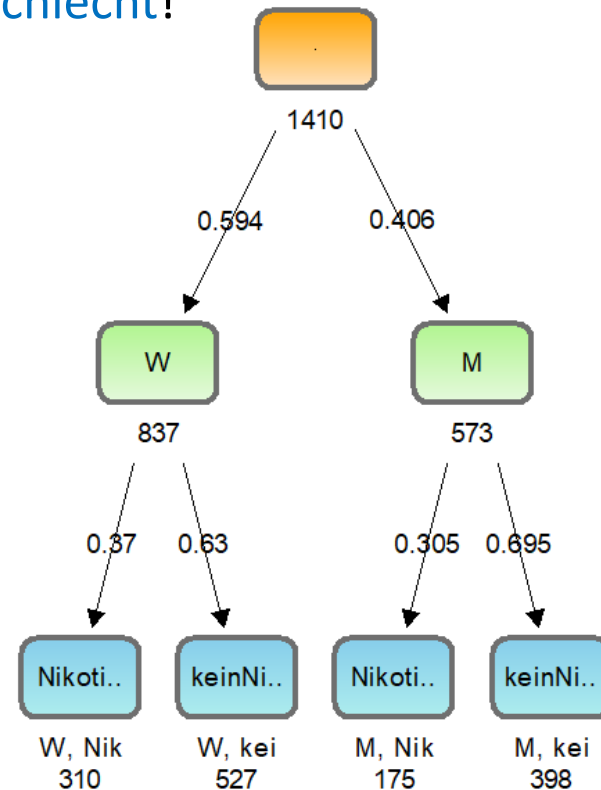 chlecht!
.
1410
0.594 0.406
W M
837 573
0.37 0.63 0.305 0.695
Nikoti.. keinNi.. Nikoti.. keinNi..
W, Nik W, kei M, Nik M, kei
310 527 175 398